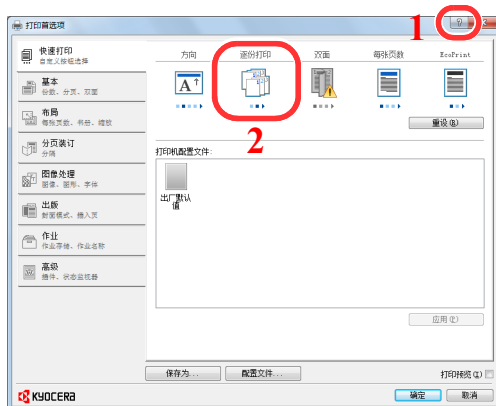 打印首选项
1
?
快速打印
自定义按钮选择
基本
份数、分页、双面
布局
每张页数、书册、缩放
分页装订
分隔
图像处理
图像、图形、字体
出版
封面模式、插入页
作业
作业存储、作业名称
高级
插件、状态监视器
方向 逐份打印 双面 每张页数 EcoPrint
A
2
重设(R)
打印机配置文件:
出厂默认
值
应用(P)
保存为... 配置文件... 打印预览(I)
KYOCERA 确定 取消